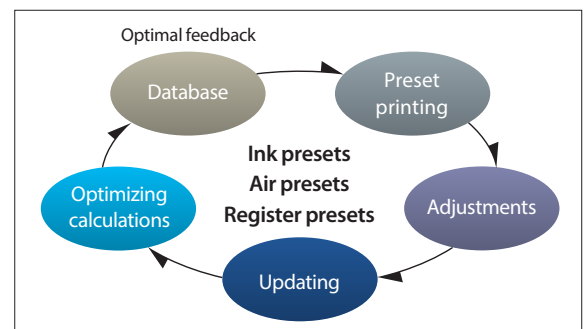 Optimal feedback
Database
Preset
printing
Ink presets
Air presets
Register presets
Optimizing
calculations
Adjustments
Updating